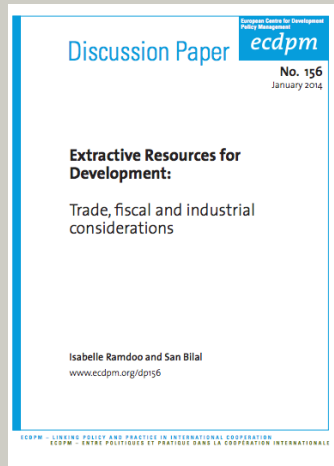 European Centre for Development
Policy Management
ecdpm
Discussion Paper
No. 156
January 2014
Extractive Resources for
Development:
Trade, fiscal and industrial
considerations
Isabelle Ramdoo and San Bilal
www.ecdpm.org/dp156
ECDPM – LINKING POLICY AND PRACTICE IN INTERNATIONAL COOPERATION
ECDPM – ENTRE POLITIQUES ET PRATIQUE DANS LA COOPÉRATION INTERNATIONALE